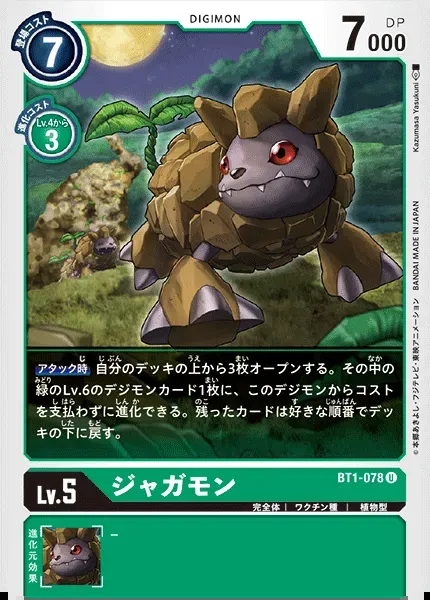 DIGIMON
登場コスト
7
7000
DP
進化コスト
Lv.4から
3
Kazumasa Yasukuni
©本郷あきよし・フジテレビ・東映アニメーション BANDAI MADE IN JAPAN
アタック時 自分のデッキの上から3枚オープンする。その中の
緑のLv.6のデジモンカード1枚に、このデジモンからコスト
を支払わずに進化できる。残ったカードは好きな順番でデッ
キの下に戻す。
BT1-078 U
Lv.5
ジャガモン
完全体 | ワクチン種 | 植物型
進化元効果
–